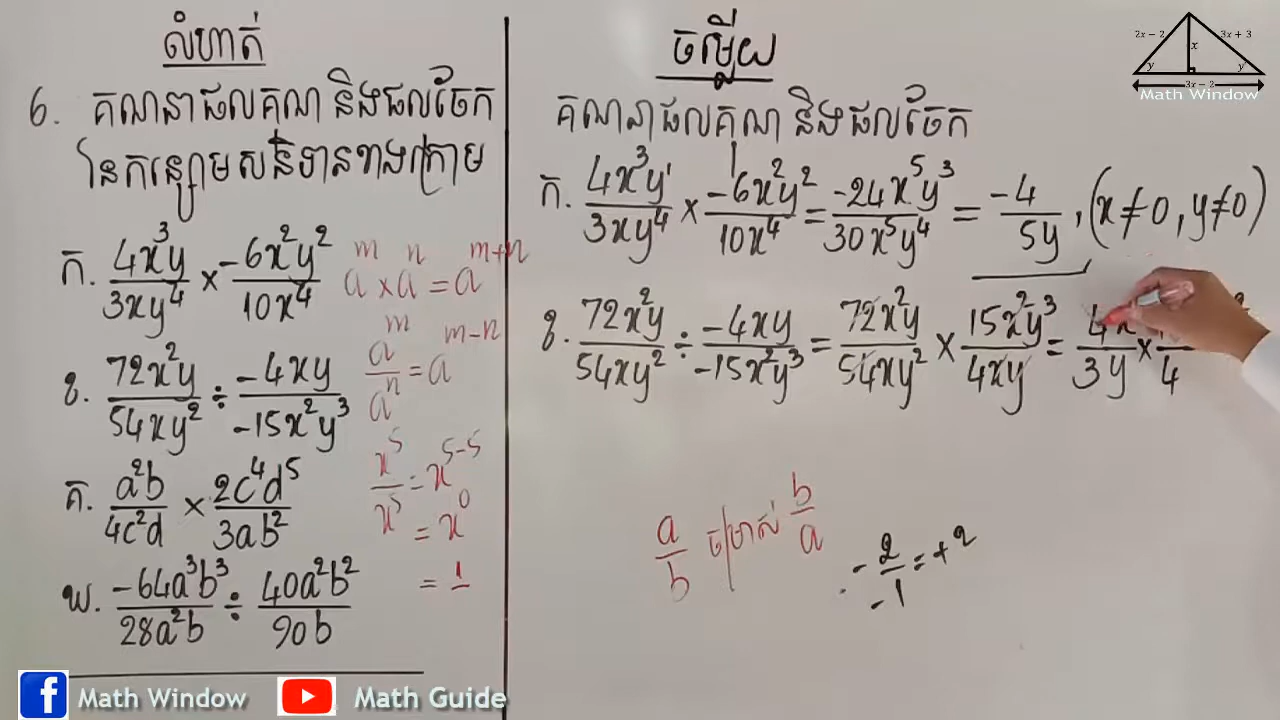 លំហាត់
6. គណនាផលគុណ និងផលចែក
នៃកន្សោមសនិទានខាងក្រោម
ក. 4x³y/3xy⁴ × -6x²y²/10x⁴
ខ. 72x²y/54xy² ÷ -4xy/-15x²y³
គ. a²b/4c²d × 2c⁴d⁵/3ab²
ឃ. -64a³b³/28a²b ÷ 40a²b²/90b
aᵐ × aⁿ = aᵐ⁺ⁿ
aᵐ/aⁿ = aᵐ⁻ⁿ
x⁵/x⁵ = x⁵⁻⁵
= x⁰
= 1
ចម្លើយ
គណនាផលគុណ និងផលចែក
ក. 4x³y¹/3xy⁴ × -6x²y²/10x⁴ = -24x⁵y³/30x⁵y⁴ = -4/5y , (x≠0, y≠0)
ខ. 72x²y/54xy² ÷ -4xy/-15x²y³ = 72x²y/54xy² × 15x²y³/4xy = 4x/3y × /4
a/b ច្រាស់ b/a
-2/-1 = +2
2x − 2
3x + 3
x
y
y
3x − 2
Math Window
Math Window
Math Guide